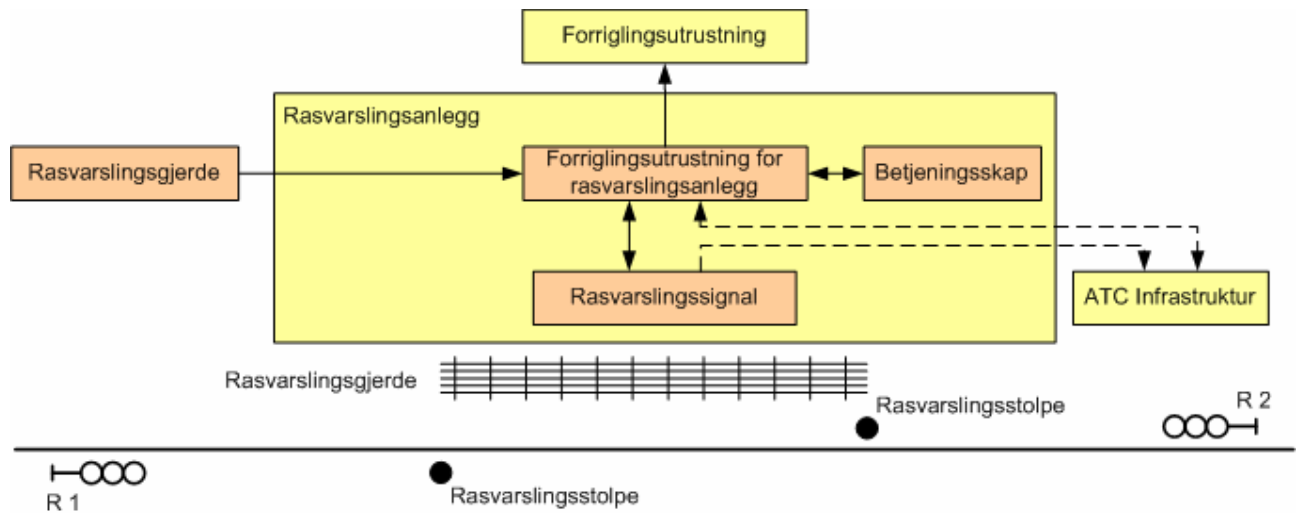 Forriglingsutrustning
Rasvarslingsanlegg
Rasvarslingsgjerde
Forriglingsutrustning for
rasvarslingsanlegg
Betjeningsskap
Rasvarslingssignal
ATC Infrastruktur
Rasvarslingsgjerde
Rasvarslingsstolpe
R 2
R 1
Rasvarslingsstolpe